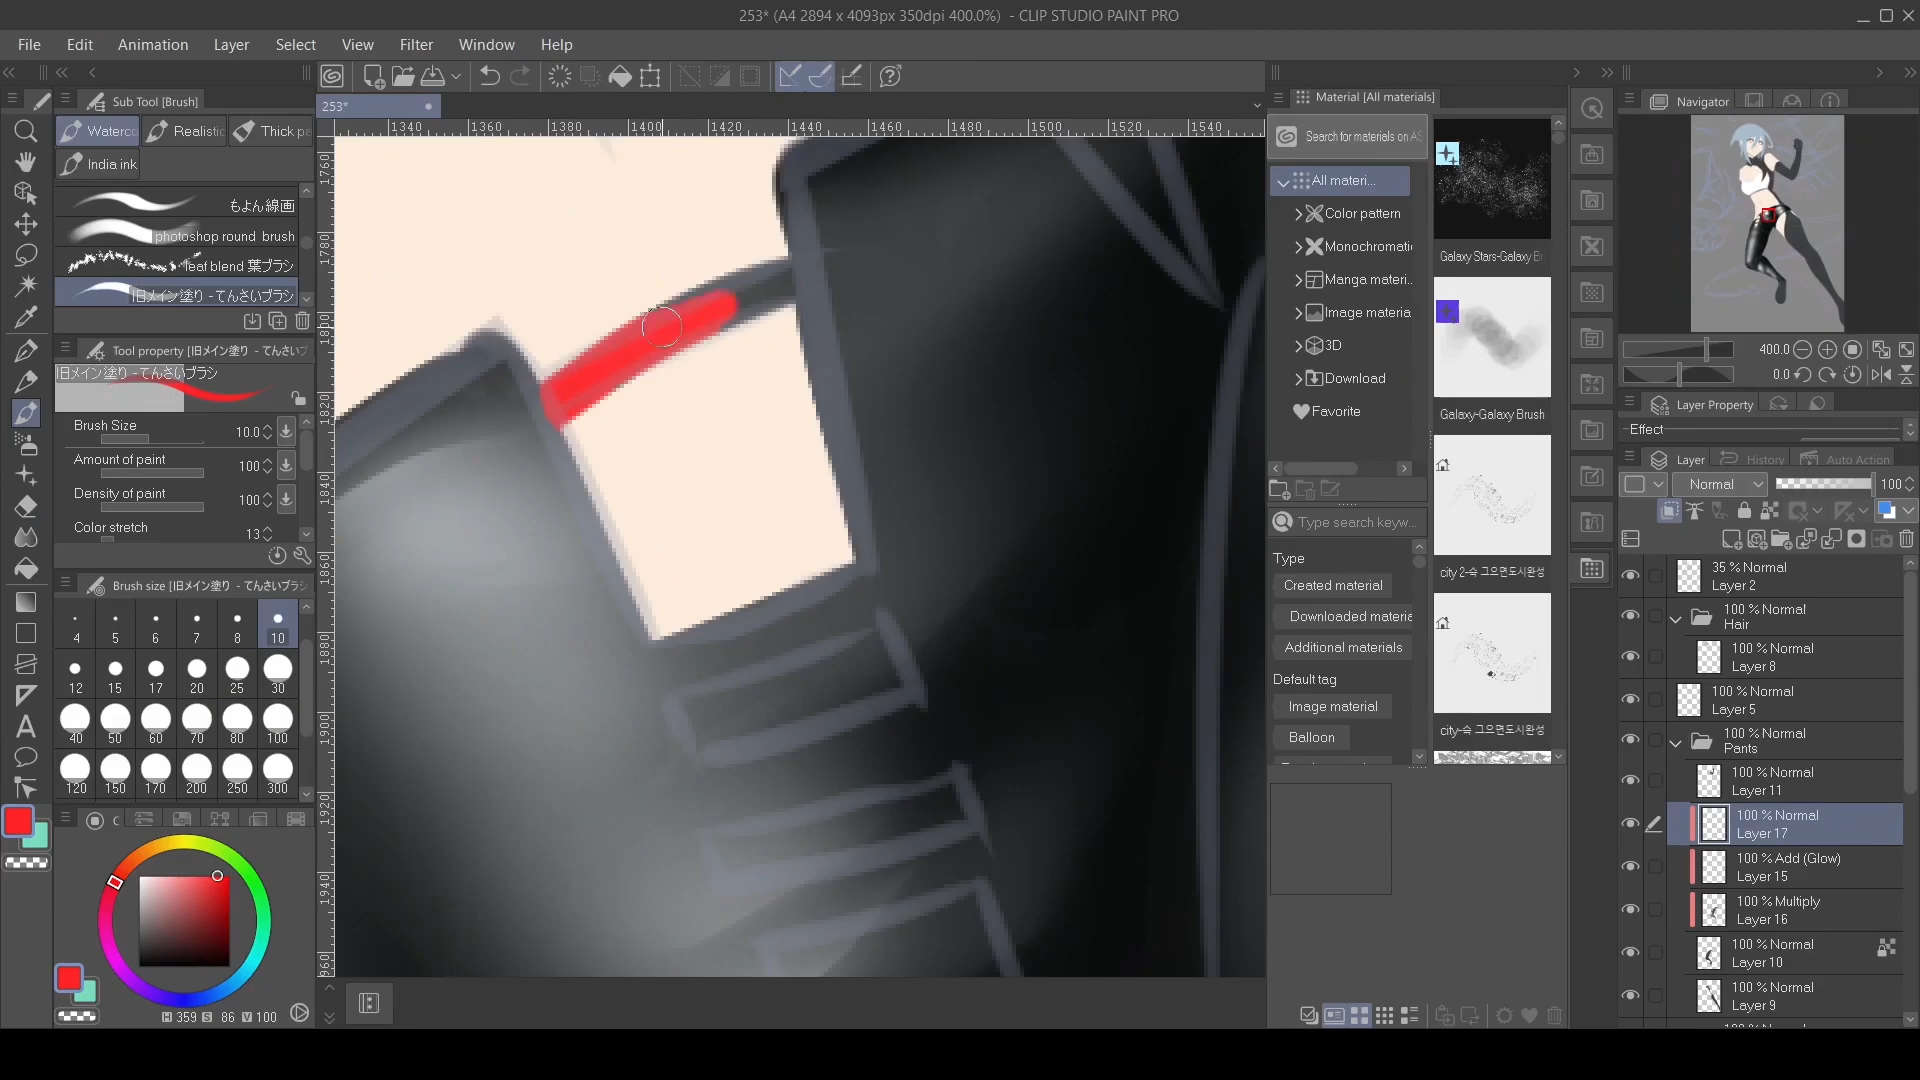 253* (A4 2894 x 4093px 350dpi 400.0%) - CLIP STUDIO PAINT PRO
File Edit Animation Layer Select View Filter Window Help
Sub Tool [Brush]
Waterco Realistic Thick pa
India ink
もよん線画
photoshop round brush
leaf blend 葉ブラシ
旧メイン塗り - てんさいブラシ
Tool property [旧メイン塗り - てんさいブ
旧メイン塗り - てんさいブラシ
Brush Size 10.0
Amount of paint 100
Density of paint 100
Color stretch 13
Brush size [旧メイン塗り - てんさいブラシ
4 5 6 7 8 10
12 15 17 20 25 30
40 50 60 70 80 100
120 150 170 200 250 300
H 359 S 86 V 100
253*
1340 1360 1380 1400 1420 1440 1460 1480 1500 1520 1540
1760
1780
1800
1820
1840
1860
1880
1900
1920
1940
960
Material [All materials]
Search for materials on AS
All materi...
Color pattern
Monochromatic
Manga materi..
Image materia
3D
Download
Favorite
Type search keyw...
Type
Created material
Downloaded materia
Additional materials
Default tag
Image material
Balloon
Galaxy Stars-Galaxy Br
Galaxy-Galaxy Brush
city 2-슥 그으면도시완성
city-슥 그으면도시완성
Navigator
400.0
0.0
Layer Property
Effect
Layer History Auto Action
Normal 100
35 % Normal
Layer 2
100 % Normal
Hair
100 % Normal
Layer 8
100 % Normal
Layer 5
100 % Normal
Pants
100 % Normal
Layer 11
100 % Normal
Layer 17
100 % Add (Glow)
Layer 15
100 % Multiply
Layer 16
100 % Normal
Layer 10
100 % Normal
Layer 9